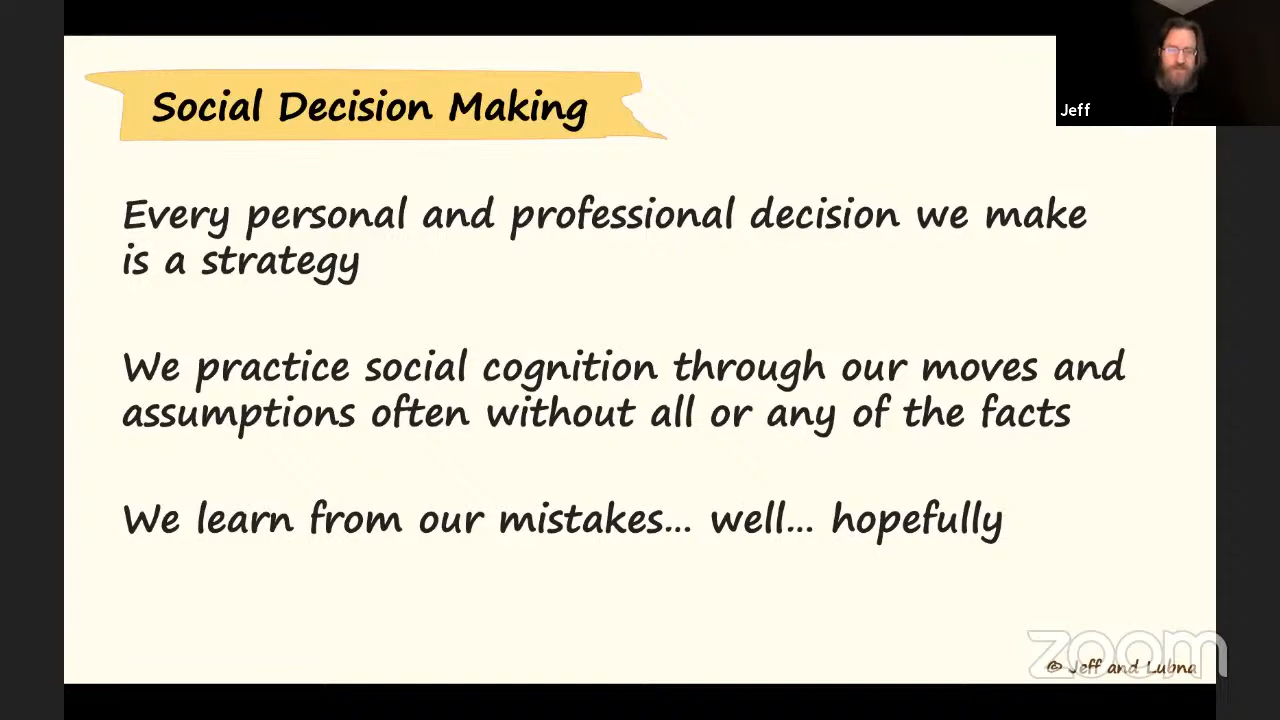 Social Decision Making
Jeff
Every personal and professional decision we make
is a strategy
We practice social cognition through our moves and
assumptions often without all or any of the facts
We learn from our mistakes... well... hopefully
zoom
© Jeff and Lubna